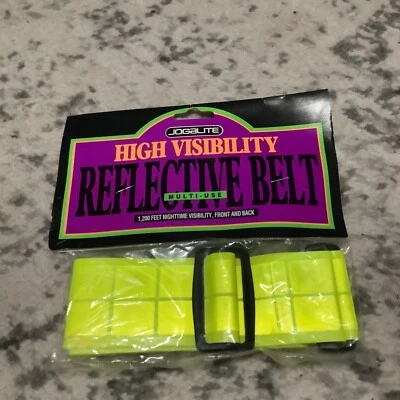 JOGALITE
HIGH VISIBILITY
REFLECTIVE BELT
MULTI-USE
1,200 FEET NIGHTTIME VISIBILITY, FRONT AND BACK